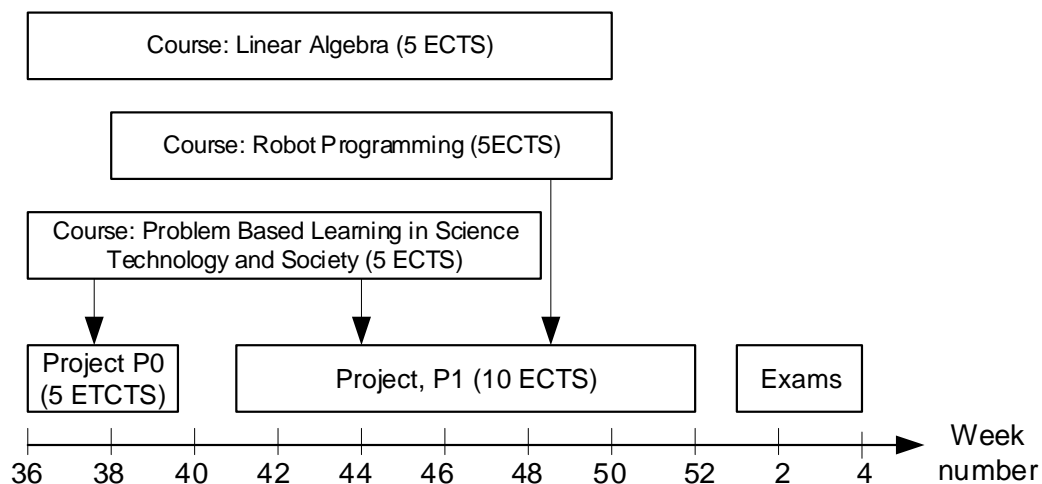 Course: Linear Algebra (5 ECTS)
Course: Robot Programming (5ECTS)
Course: Problem Based Learning in Science
Technology and Society (5 ECTS)
Project P0
(5 ETCTS)
Project, P1 (10 ECTS)
Exams
36 38 40 42 44 46 48 50 52 2 4
Week
number